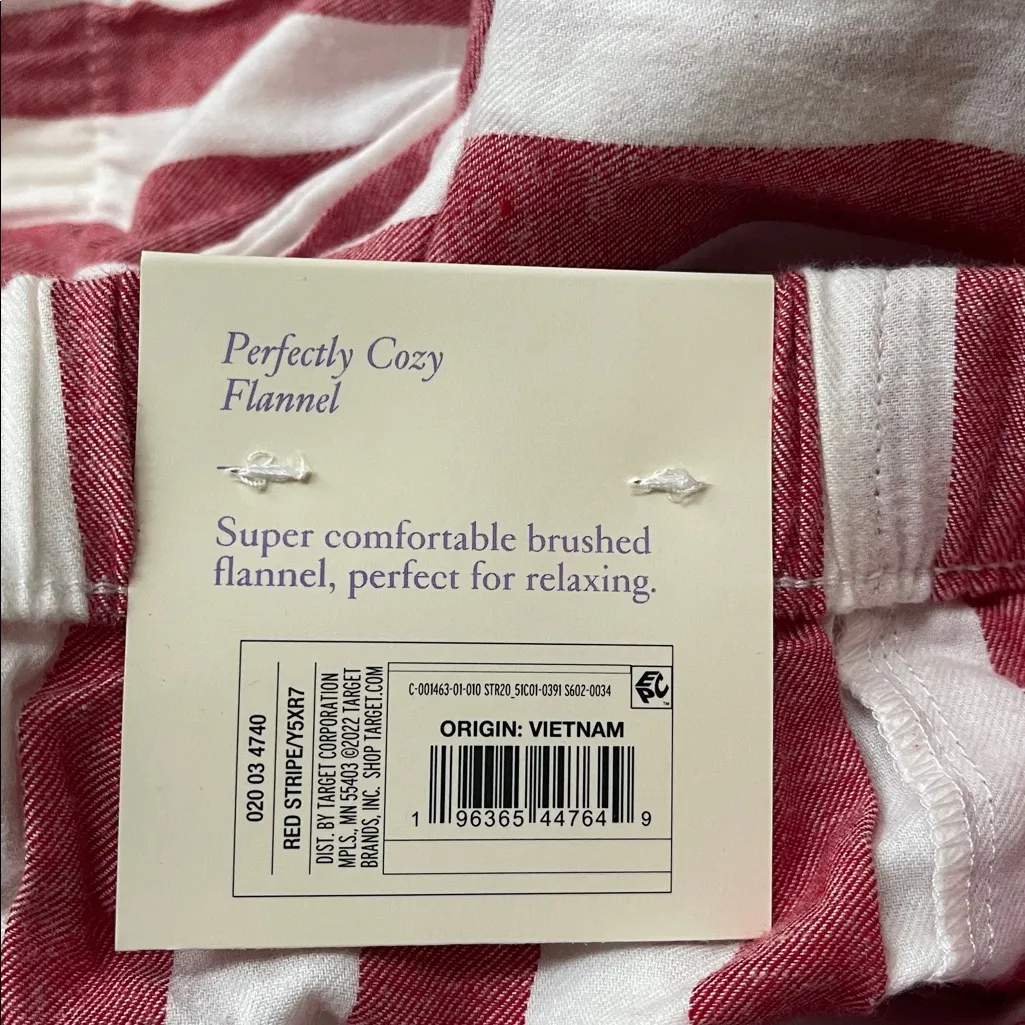 Perfectly Cozy
Flannel
Super comfortable brushed
flannel, perfect for relaxing.
020 03 4740
RED STRIPE/Y5XR7
DIST. BY TARGET CORPORATION
MPLS., MN 55403 ©2022 TARGET
BRANDS, INC. SHOP TARGET.COM
C-001463-01-010 STR20_51C01-0391 S602-0034
EPC™
ORIGIN: VIETNAM
1 96365 44764 9